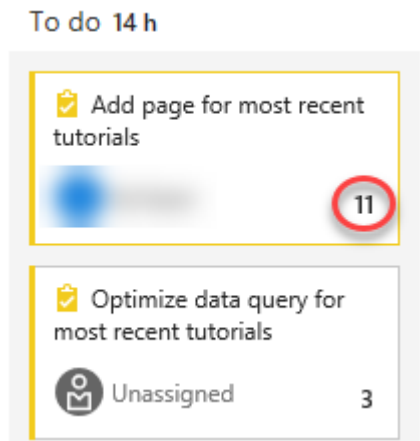 To do 14 h
Add page for most recent
tutorials
11
Optimize data query for
most recent tutorials
Unassigned 3